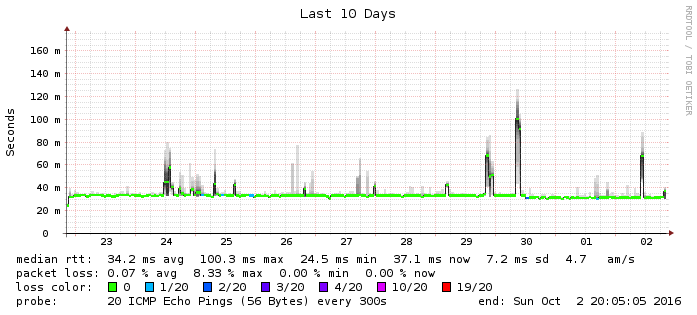 Last 10 Days
RRDTOOL / TOBI OETIKER
Seconds
160 m
140 m
120 m
100 m
80 m
60 m
40 m
20 m
0
23 24 25 26 27 28 29 30 01 02
median rtt: 34.2 ms avg 100.3 ms max 24.5 ms min 37.1 ms now 7.2 ms sd 4.7 am/s
packet loss: 0.07 % avg 8.33 % max 0.00 % min 0.00 % now
loss color: 0 1/20 2/20 3/20 4/20 10/20 19/20
probe: 20 ICMP Echo Pings (56 Bytes) every 300s end: Sun Oct 2 20:05:05 2016